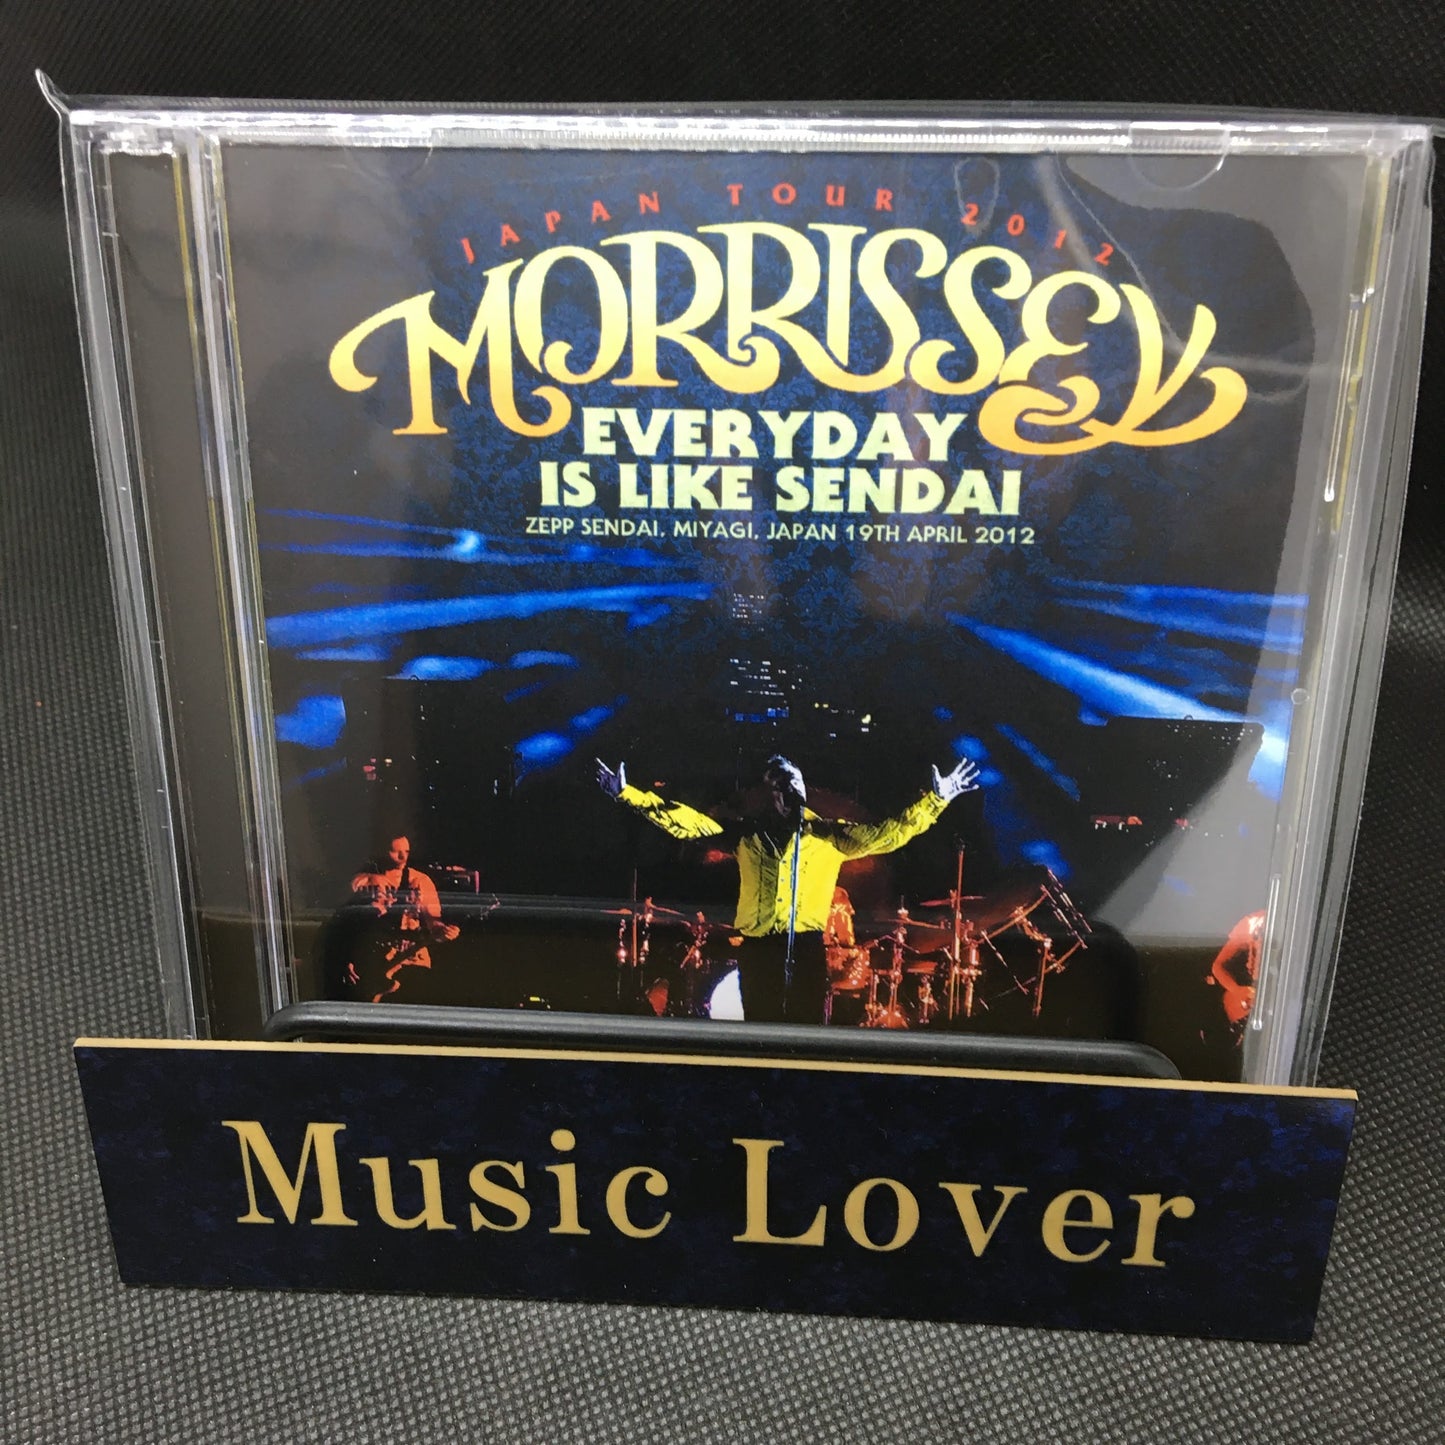 JAPAN TOUR 2012
MORRISSEY
EVERYDAY
IS LIKE SENDAI
ZEPP SENDAI, MIYAGI, JAPAN 19TH APRIL 2012
Music Lover